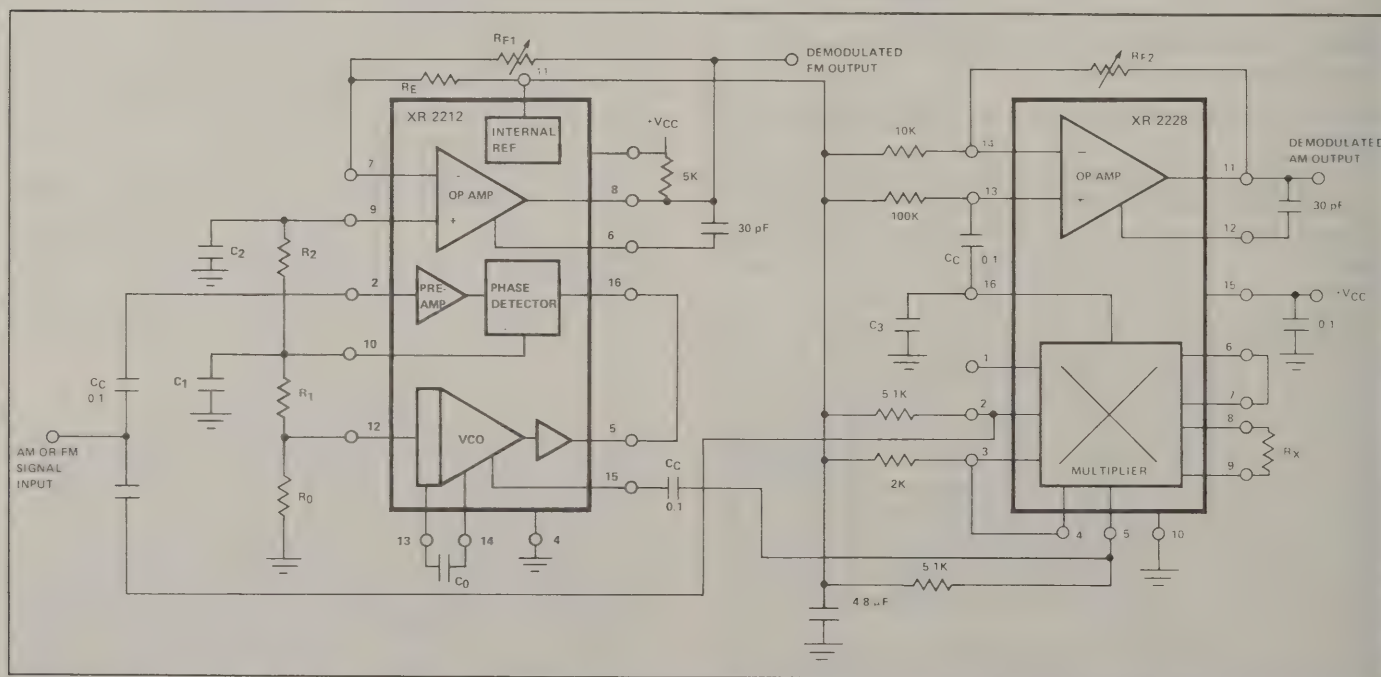 RF1
DEMODULATED
FM OUTPUT
RE
11
XR 2212
INTERNAL
REF
+VCC
5K
7
-
OP AMP
8
9
+
6
30 pF
C2
R2
2
PRE-
AMP
PHASE
DETECTOR
16
10
CC
0.1
C1
R1
AM OR FM
SIGNAL
INPUT
12
VCO
5
15
CC
0.1
R0
13
14
4
C0
RF2
XR 2228
10K
14
-
OP AMP
11
DEMODULATED
AM OUTPUT
100K
13
+
30 pF
12
CC
0.1
16
15
+VCC
0.1
C3
1
6
7
5.1K
2
8
RX
2K
3
9
MULTIPLIER
4
5
10
5.1K
4.8 µF